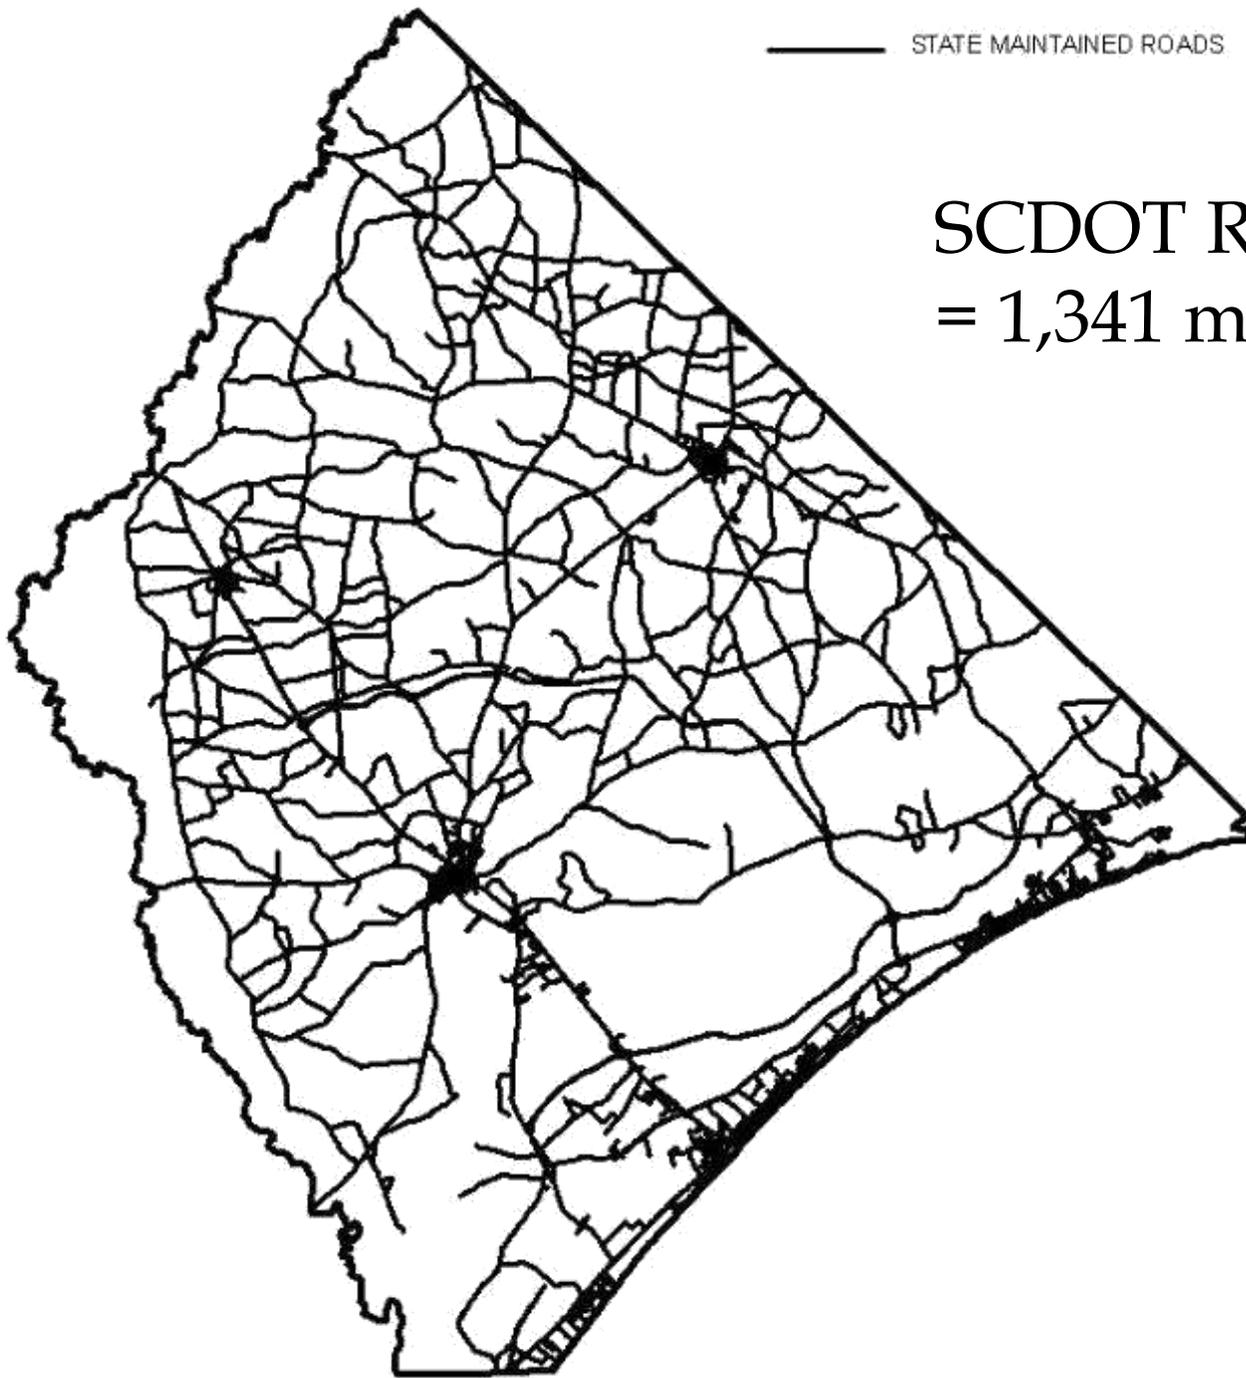 STATE MAINTAINED ROADS
SCDOT
= 1,341